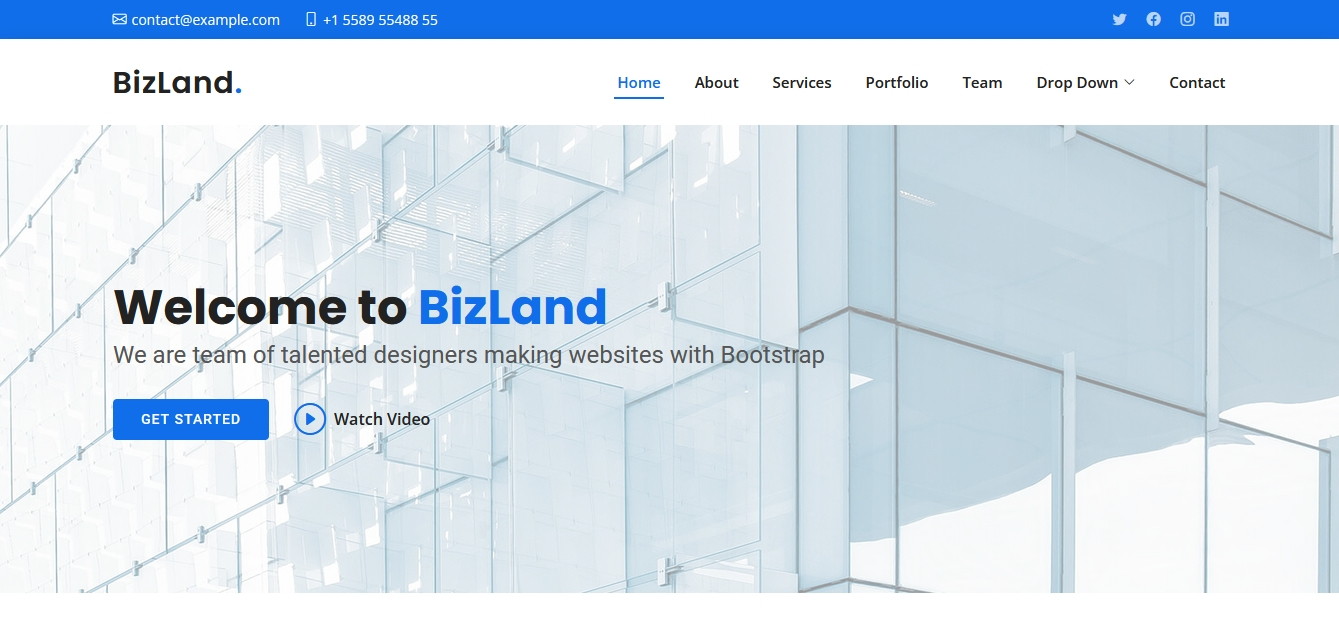 contact@example.com +1 5589 55488 55
BizLand.
Home About Services Portfolio Team Drop Down Contact
Welcome to BizLand
We are team of talented designers making websites with Bootstrap
GET STARTED Watch Video